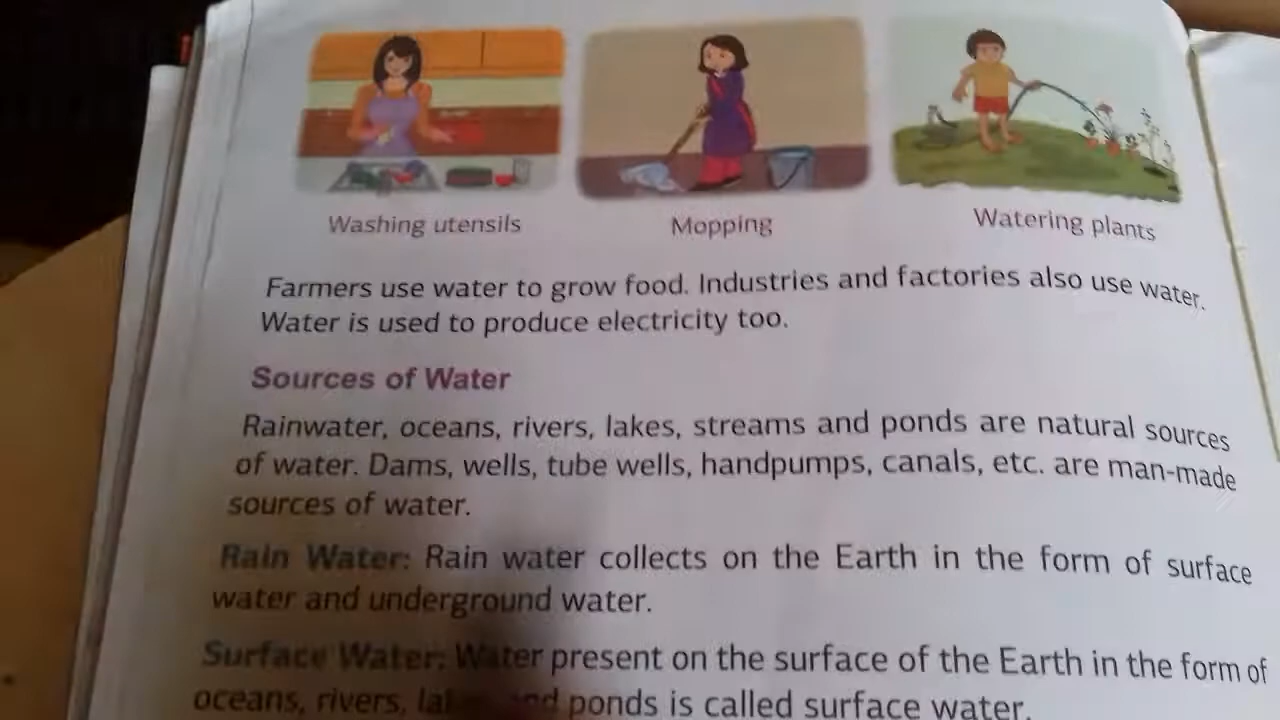 Washing utensils
Mopping
Watering plants
Farmers use water to grow food. Industries and factories also use water.
Water is used to produce electricity too.
Sources of Water
Rainwater, oceans, rivers, lakes, streams and ponds are natural sources
of water. Dams, wells, tube wells, handpumps, canals, etc. are man-made
sources of water.
Rain Water: Rain water collects on the Earth in the form of surface
water and underground water.
Surface Water: Water present on the surface of the Earth in the form of
oceans, rivers, ponds is called surface water.